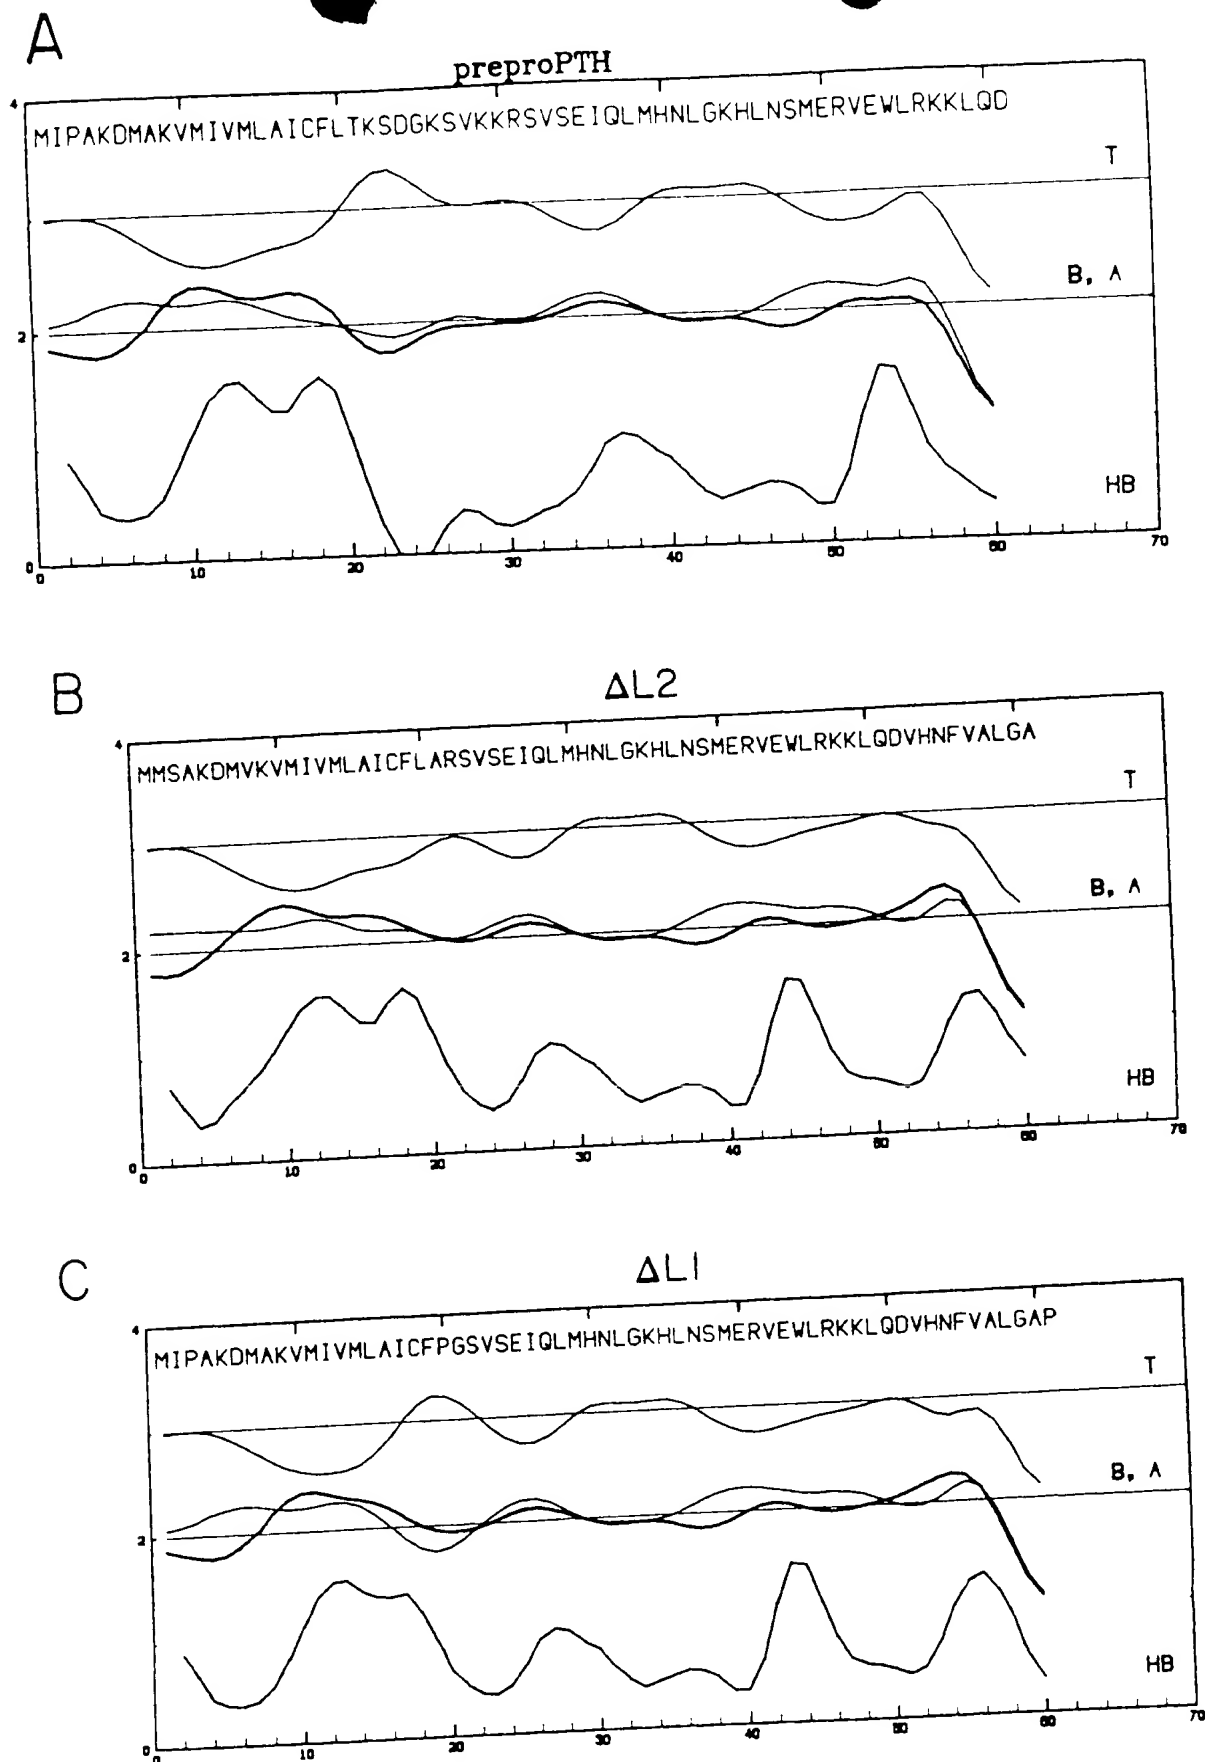 A
preproPTH
4
MIPAKDMAKVMIVMLAICFLTKSDGKSVKKRSVSEIQLMHNLGKHLNSMERVEWLRKKLQD
T
B, A
2
HB
0
0 10 20 30 40 50 60 70
B
ΔL2
4
MMSAKDMVKVMIVMLAICFLARSVSEIQLMHNLGKHLNSMERVEWLRKKLQDVHNFVALGA
T
B, A
2
HB
0
0 10 20 30 40 50 60 70
C
ΔL1
4
MIPAKDMAKVMIVMLAICFPGSVSEIQLMHNLGKHLNSMERVEWLRKKLQDVHNFVALGAP
T
B, A
2
HB
0
0 10 20 30 40 50 60 70